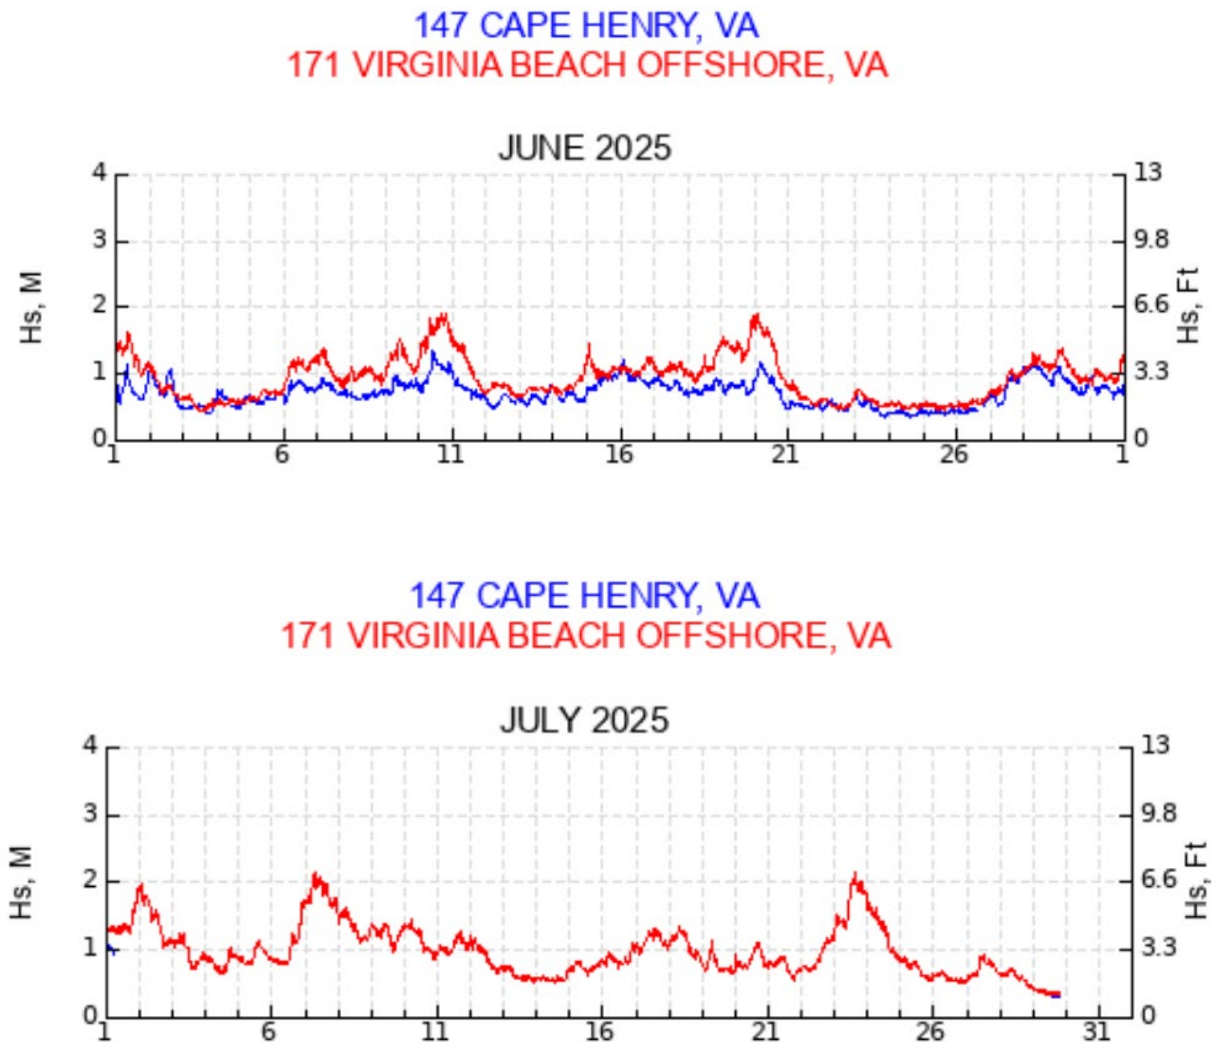 147 CAPE HENRY, VA
171 VIRGINIA BEACH OFFSHORE, VA
JUNE 2025
4 13
3 9.8
2 6.6
1 3.3
0 0
Hs, M
Hs, Ft
1 6 11 16 21 26 1
147 CAPE HENRY, VA
171 VIRGINIA BEACH OFFSHORE, VA
JULY 2025
4 13
3 9.8
2 6.6
1 3.3
0 0
Hs, M
Hs, Ft
1 6 11 16 21 26 31